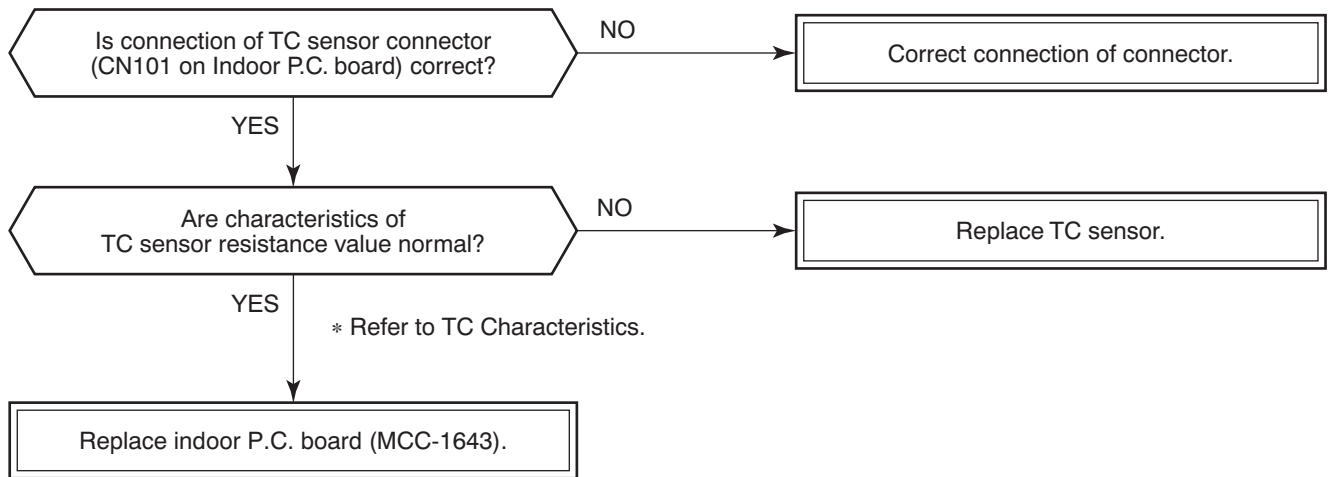 Is connection of TC sensor connector
(CN101 on Indoor P.C. board) correct?
NO
Correct connection of connector.
YES
Are characteristics of
TC sensor resistance value normal?
NO
Replace TC sensor.
YES
* Refer to TC Characteristics.
Replace indoor P.C. board (MCC-1643).